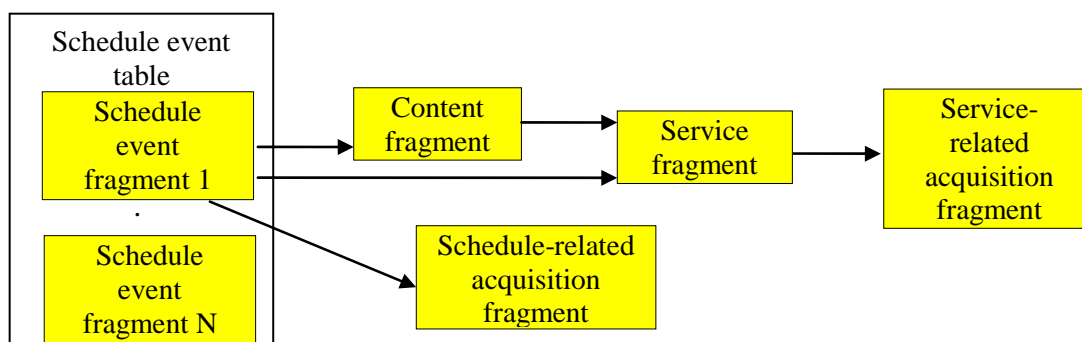 Schedule event
table
Schedule
event
fragment 1
.
Schedule
event
fragment N
Content
fragment
Service
fragment
Service-
related
acquisition
fragment
Schedule-related
acquisition
fragment